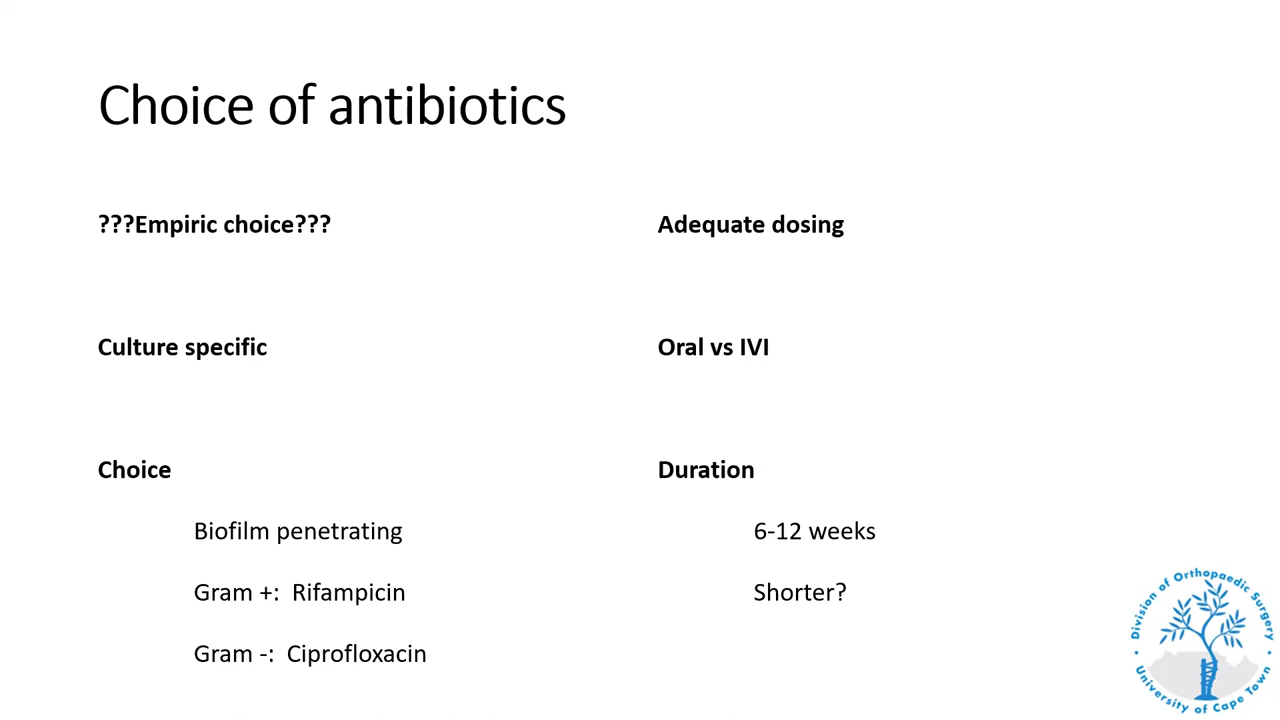 Choice of antibiotics
???Empiric choice???
Culture specific
Choice
Biofilm penetrating
Gram +:  Rifampicin
Gram -:  Ciprofloxacin
Adequate dosing
Oral vs IVI
Duration
6-12 weeks
Shorter?
Division of Orthopaedic Surgery
University of Cape Town